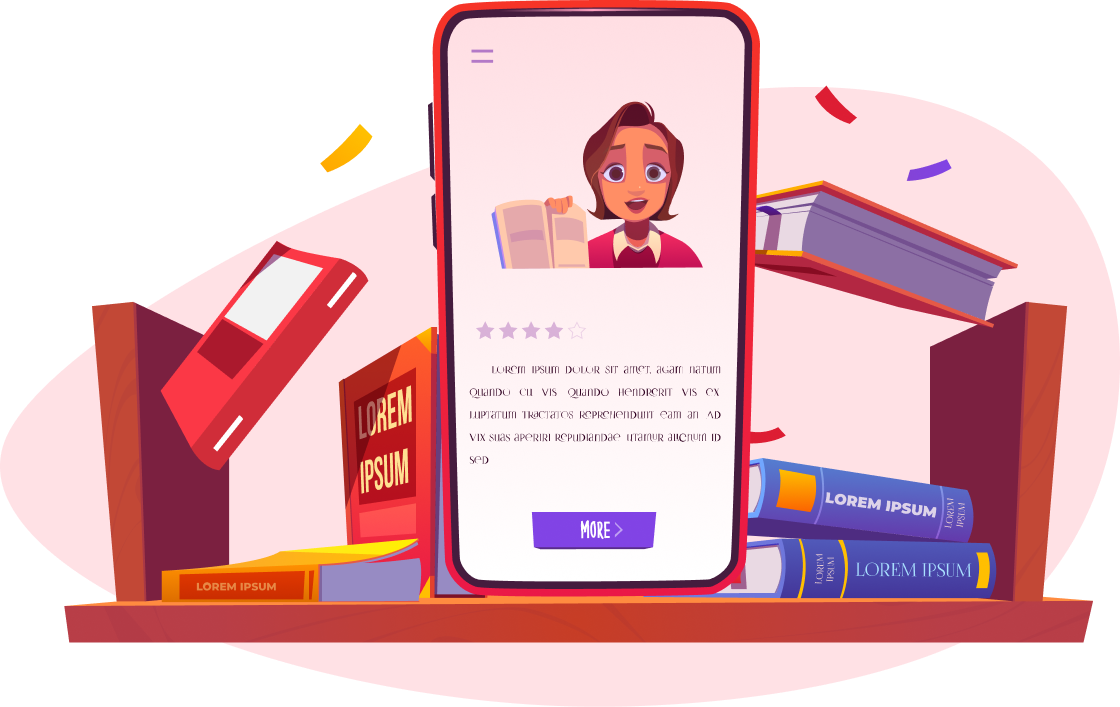 LOREM IPSUM DOLOR SIT AMET, AGAM NATUM
QUANDO CU VIS QUANDO HENDRERIT VIS EX
LUPTATUM TRACTATOS REPREHENDUNT EAM AN AD
VIX SUAS APERIRI REPUDIANDAE UTAMUR ALIENUM ID
SED
MORE
LOREM
IPSUM
LOREM IPSUM
LOREM IPSUM
LOREM
IPSUM
LOREM
IPSUM
LOREM IPSUM